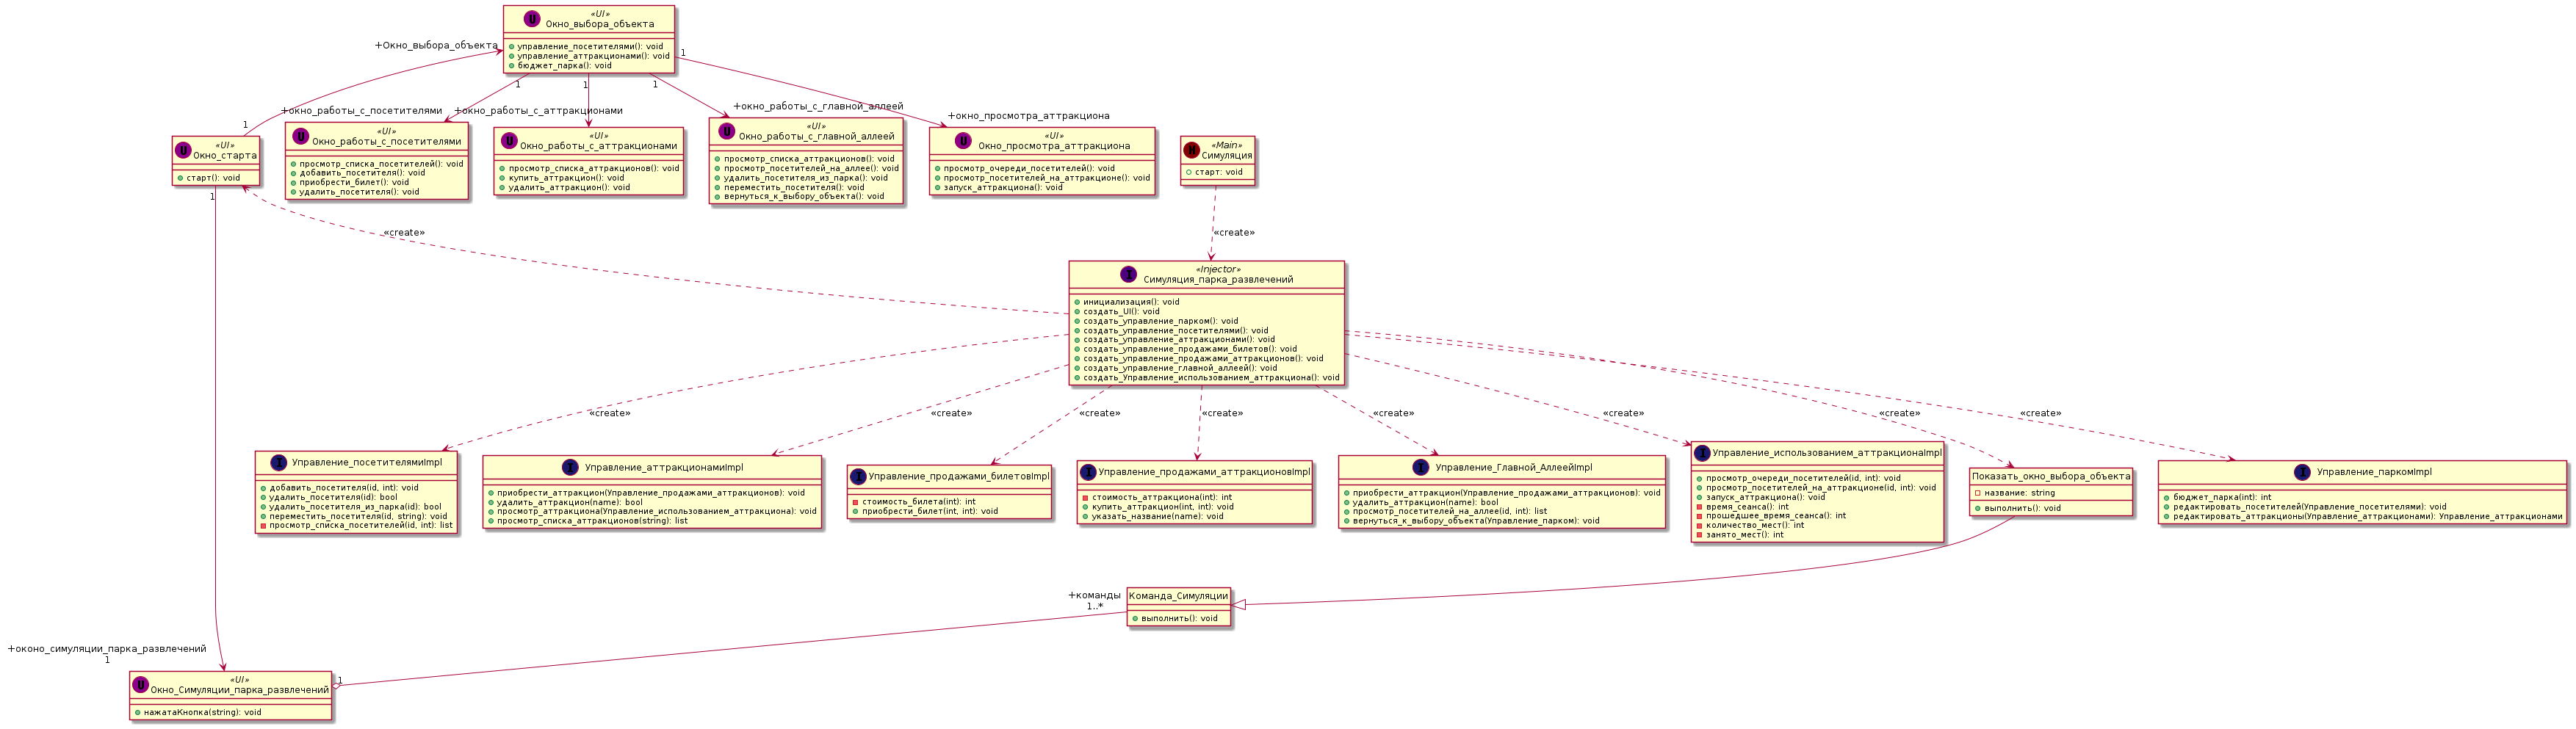 «UI»
Окно_выбора_объекта
управление_посетителями(): void
управление_аттракционами(): void
бюджет_парка(): void
+Окно_выбора_объекта
1
1
1
1
1
+окно_работы_с_посетителями
+окно_работы_с_аттракционами
+окно_работы_с_главной_аллеей
+окно_просмотра_аттракциона
U
«UI»
Окно_старта
старт(): void
1
U
«UI»
Окно_работы_с_посетителями
просмотр_списка_посетителей(): void
добавить_посетителя(): void
приобрести_билет(): void
удалить_посетителя(): void
U
«UI»
Окно_работы_с_аттракционами
просмотр_списка_аттракционов(): void
купить_аттракцион(): void
удалить_аттракцион(): void
U
«UI»
Окно_работы_с_главной_аллеей
просмотр_списка_аттракционов(): void
просмотр_посетителей_на_аллее(): void
удалить_посетителя_из_парка(): void
переместить_посетителя(): void
вернуться_к_выбору_объекта(): void
U
«UI»
Окно_просмотра_аттракциона
просмотр_очереди_посетителей(): void
просмотр_посетителей_на_аттракционе(): void
запуск_аттракциона(): void
M
«Main»
Симуляция
старт: void
«create»
«create»
I
«Injector»
Симуляция_парка_развлечений
инициализация(): void
создать_UI(): void
создать_управление_парком(): void
создать_управление_посетителями(): void
создать_управление_аттракционами(): void
создать_управление_продажами_билетов(): void
создать_управление_продажами_аттракционов(): void
создать_управление_главной_аллеей(): void
создать_Управление_использованием_аттракциона(): void
«create»
«create»
«create»
«create»
«create»
«create»
«create»
«create»
I
Управление_посетителямиImpl
добавить_посетителя(id, int): void
удалить_посетителя(id): bool
удалить_посетителя_из_парка(id): bool
переместить_посетителя(id, string): void
просмотр_списка_посетителей(id, int): list
I
Управление_аттракционамиImpl
приобрести_аттракцион(Управление_продажами_аттракционов): void
удалить_аттракцион(name): bool
просмотр_аттракциона(Управление_использованием_аттракциона): void
просмотр_списка_аттракционов(string): list
I
Управление_продажами_билетовImpl
стоимость_билета(int): int
приобрести_билет(int, int): void
I
Управление_продажами_аттракционовImpl
стоимость_аттракциона(int): int
купить_аттракцион(int, int): void
указать_название(name): void
I
Управление_Главной_АллеейImpl
приобрести_аттракцион(Управление_продажами_аттракционов): void
удалить_аттракцион(name): bool
просмотр_посетителей_на_аллее(id, int): list
вернуться_к_выбору_объекта(Управление_парком): void
I
Управление_использованием_аттракционаImpl
просмотр_очереди_посетителей(id, int): void
просмотр_посетителей_на_аттракционе(id, int): void
запуск_аттракциона(): void
время_сеанса(): int
прошедшее_время_сеанса(): int
количество_мест(): int
занято_мест(): int
Показать_окно_выбора_объекта
название: string
выполнить(): void
I
Управление_паркомImpl
бюджет_парка(int): int
редактировать_посетителей(Управление_посетителями): void
редактировать_аттракционы(Управление_аттракционами): Управление_аттракционами
+команды
1..*
Команда_Симуляции
выполнить(): void
+оконо_симуляции_парка_развлечений
1
U
«UI»
Окно_Симуляции_парка_развлечений
нажатаКнопка(string): void
1